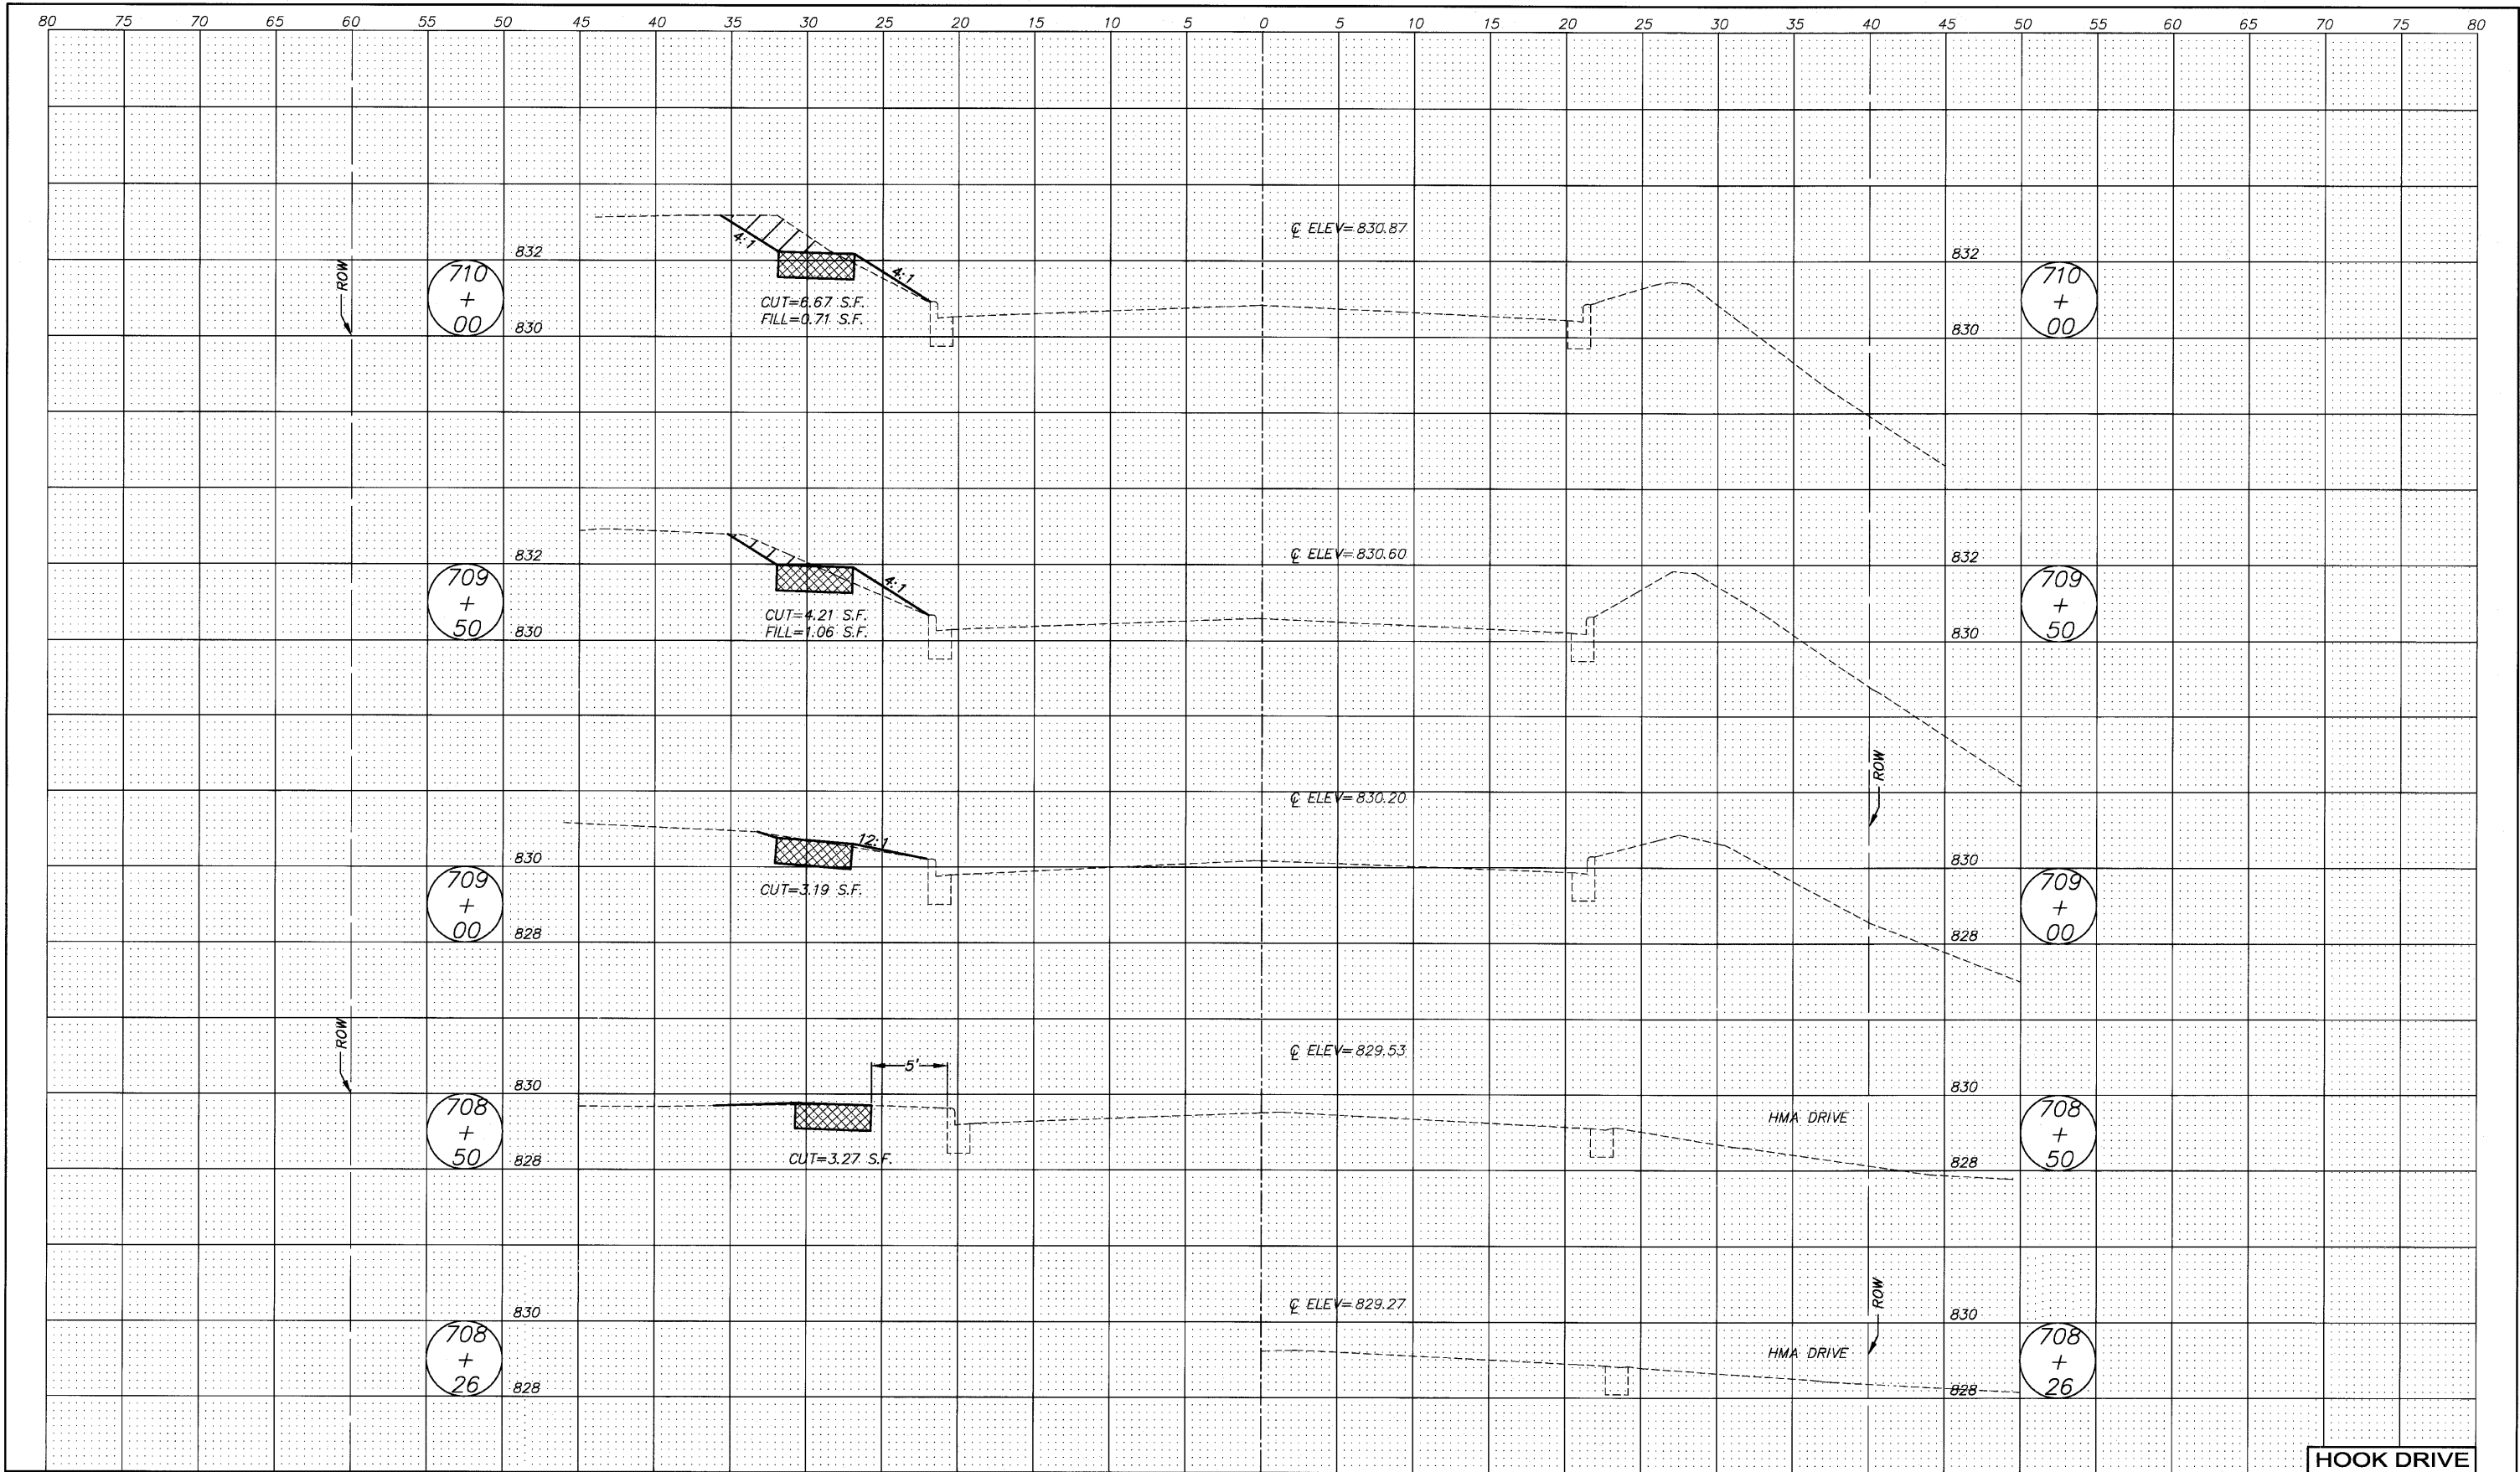 80 75 70 65 60 55 50 45 40 35 30 25 20 15 10 5 0 5 10 15 20 25 30 35 40 45 50 55 60 65 70 75 80
℄ ELEV=830.87
4:1
832
832
ROW
710
+
00
4:1
CUT=6.67 S.F.
FILL=0.71 S.F.
710
+
00
830
830
℄ ELEV=830.60
832
832
709
+
50
4:1
CUT=4.21 S.F.
FILL=1.06 S.F.
709
+
50
830
830
ROW
℄ ELEV=830.20
12:1
830
830
709
+
00
CUT=3.19 S.F.
709
+
00
828
828
ROW
℄ ELEV=829.53
5'
830
830
708
+
50
HMA DRIVE
708
+
50
CUT=3.27 S.F.
828
828
ROW
℄ ELEV=829.27
830
830
708
+
26
HMA DRIVE
708
+
26
828
828
HOOK DRIVE